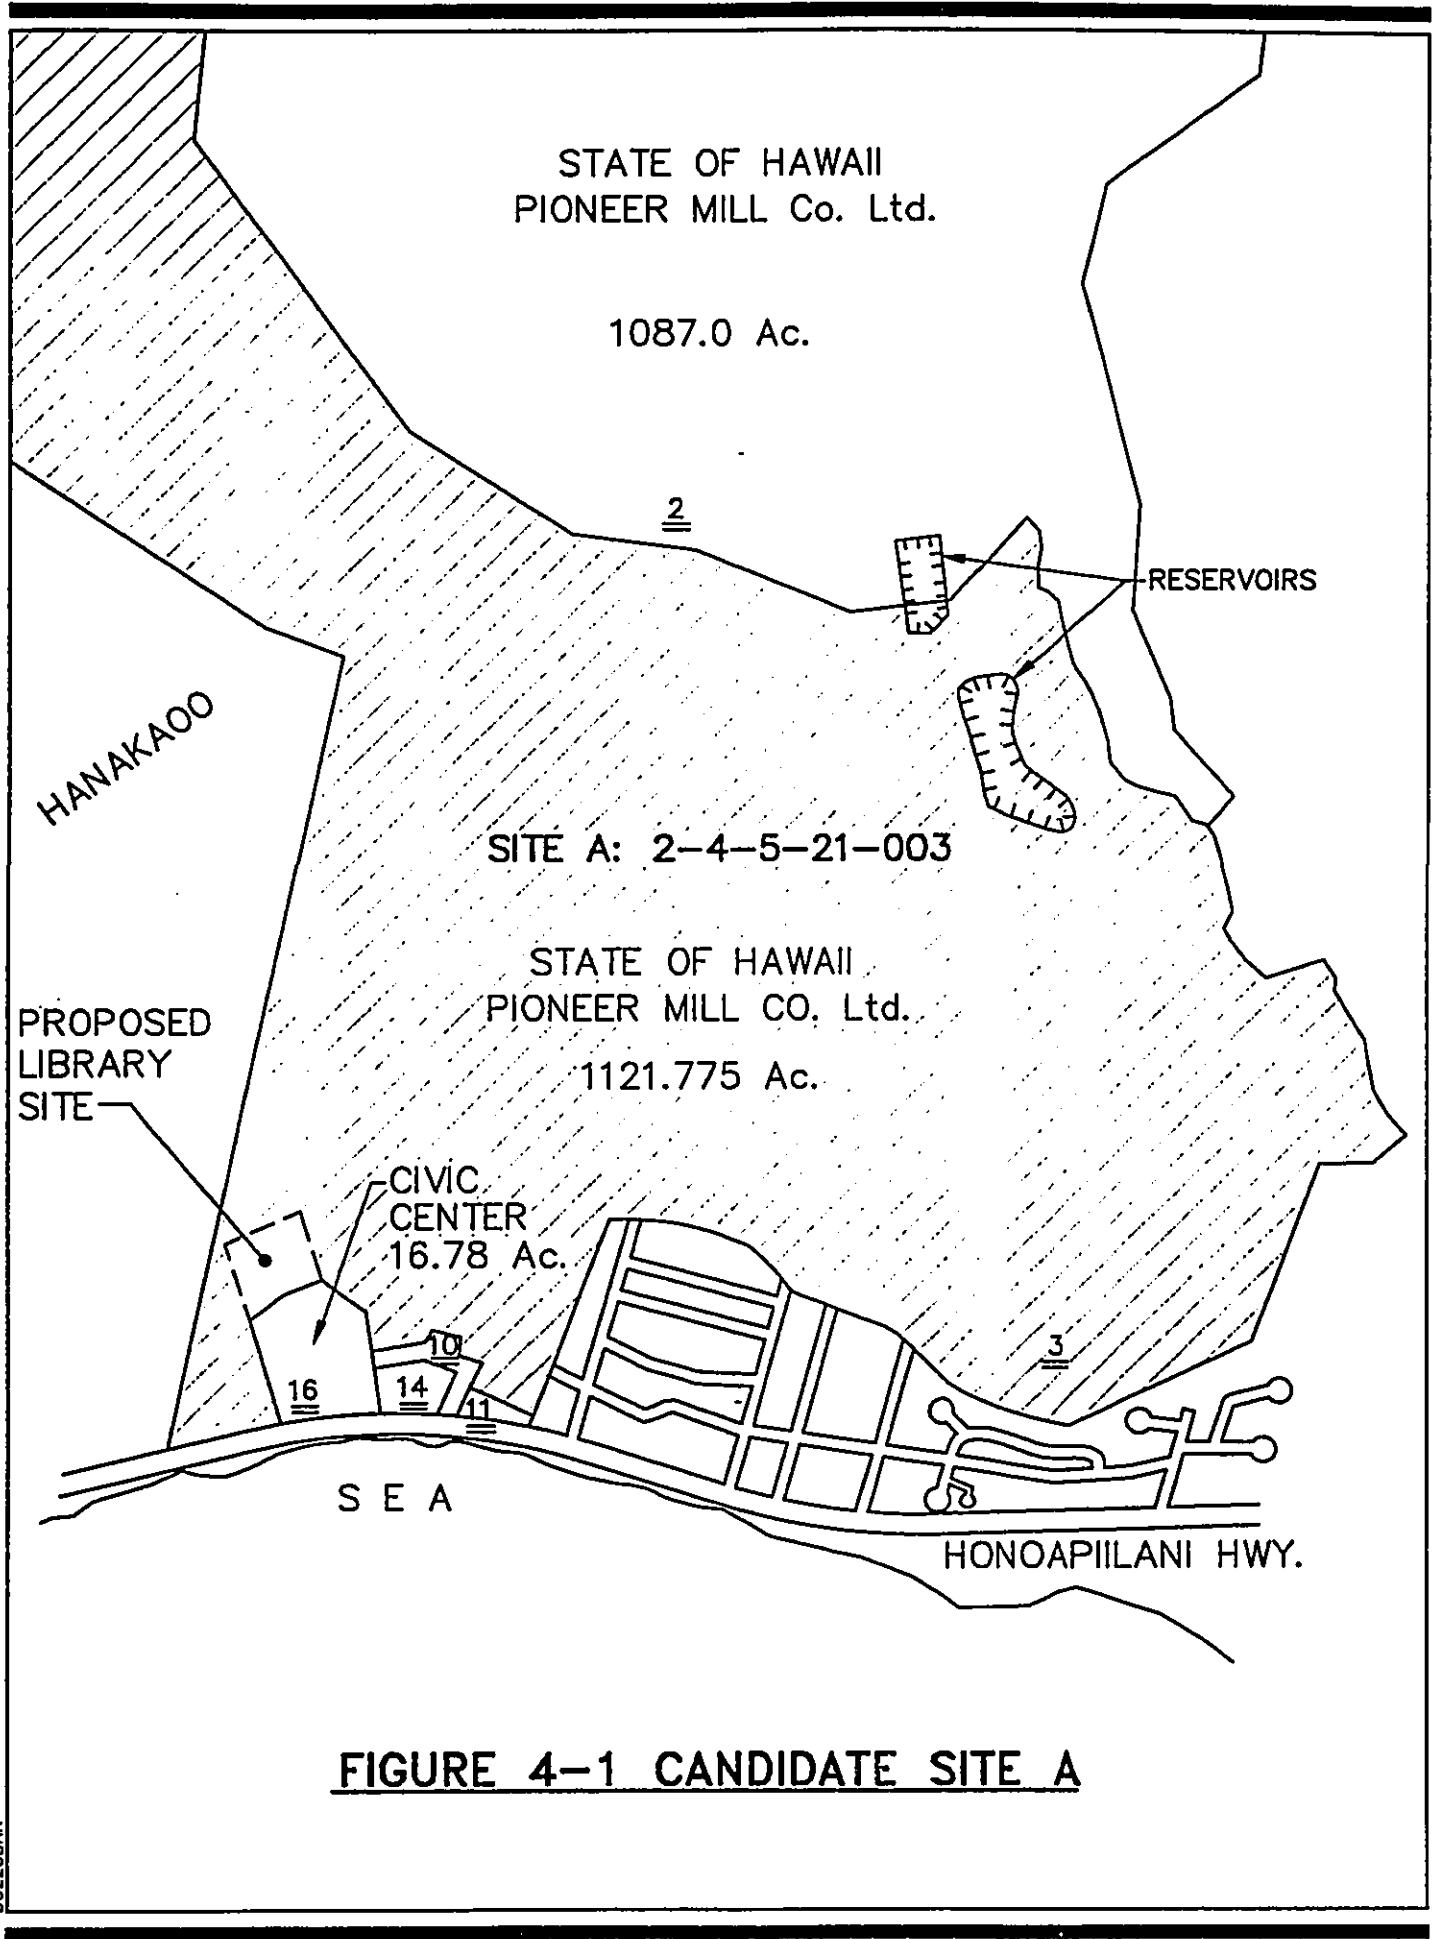 STATE OF HAWAII
PIONEER MILL Co. Ltd.
1087.0 Ac.
2
RESERVOIRS
HANAKAOO
SITE A: 2-4-5-21-003
STATE OF HAWAII
PIONEER MILL CO. Ltd.
1121.775 Ac.
PROPOSED
LIBRARY
SITE
CIVIC
CENTER
16.78 Ac.
3
10
16
14
11
SEA
HONOAPIILANI HWY.
FIGURE 4-1 CANDIDATE SITE A